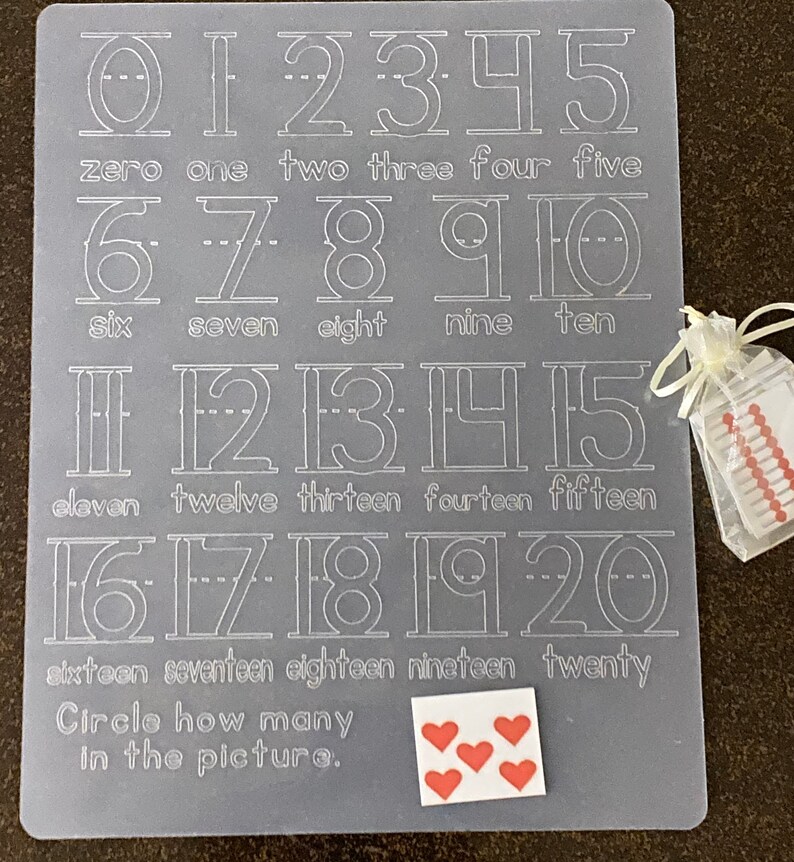 0 1 2 3 4 5
zero one two three four five
6 7 8 9 10
six seven eight nine ten
11 12 13 14 15
eleven twelve thirteen fourteen fifteen
16 17 18 19 20
sixteen seventeen eighteen nineteen twenty
Circle how many
in the picture.